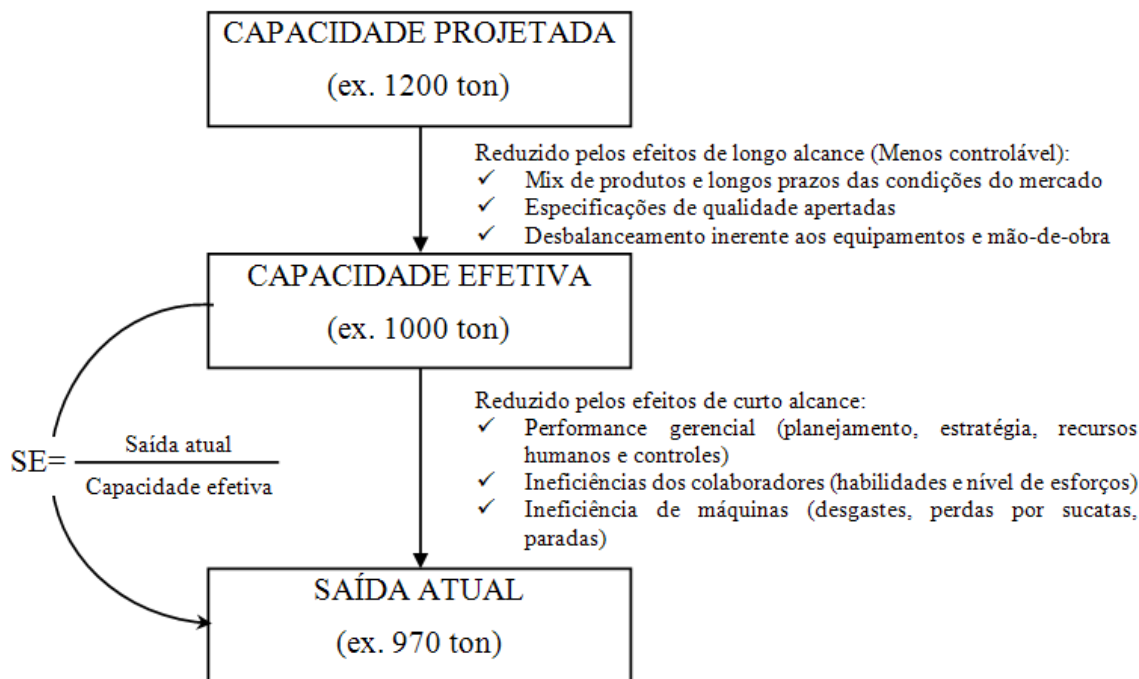 CAPACIDADE PROJETADA
(ex. 1200 ton)
Reduzido pelos efeitos de longo alcance (Menos controlável):
✓ Mix de produtos e longos prazos das condições do mercado
✓ Especificações de qualidade apertadas
✓ Desbalanceamento inerente aos equipamentos e mão-de-obra
CAPACIDADE EFETIVA
(ex. 1000 ton)
Reduzido pelos efeitos de curto alcance:
✓ Performance gerencial (planejamento, estratégia, recursos
humanos e controles)
✓ Ineficiências dos colaboradores (habilidades e nível de esforços)
✓ Ineficiência de máquinas (desgastes, perdas por sucatas,
paradas)
SE=
Saída atual
Capacidade efetiva
SAÍDA ATUAL
(ex. 970 ton)